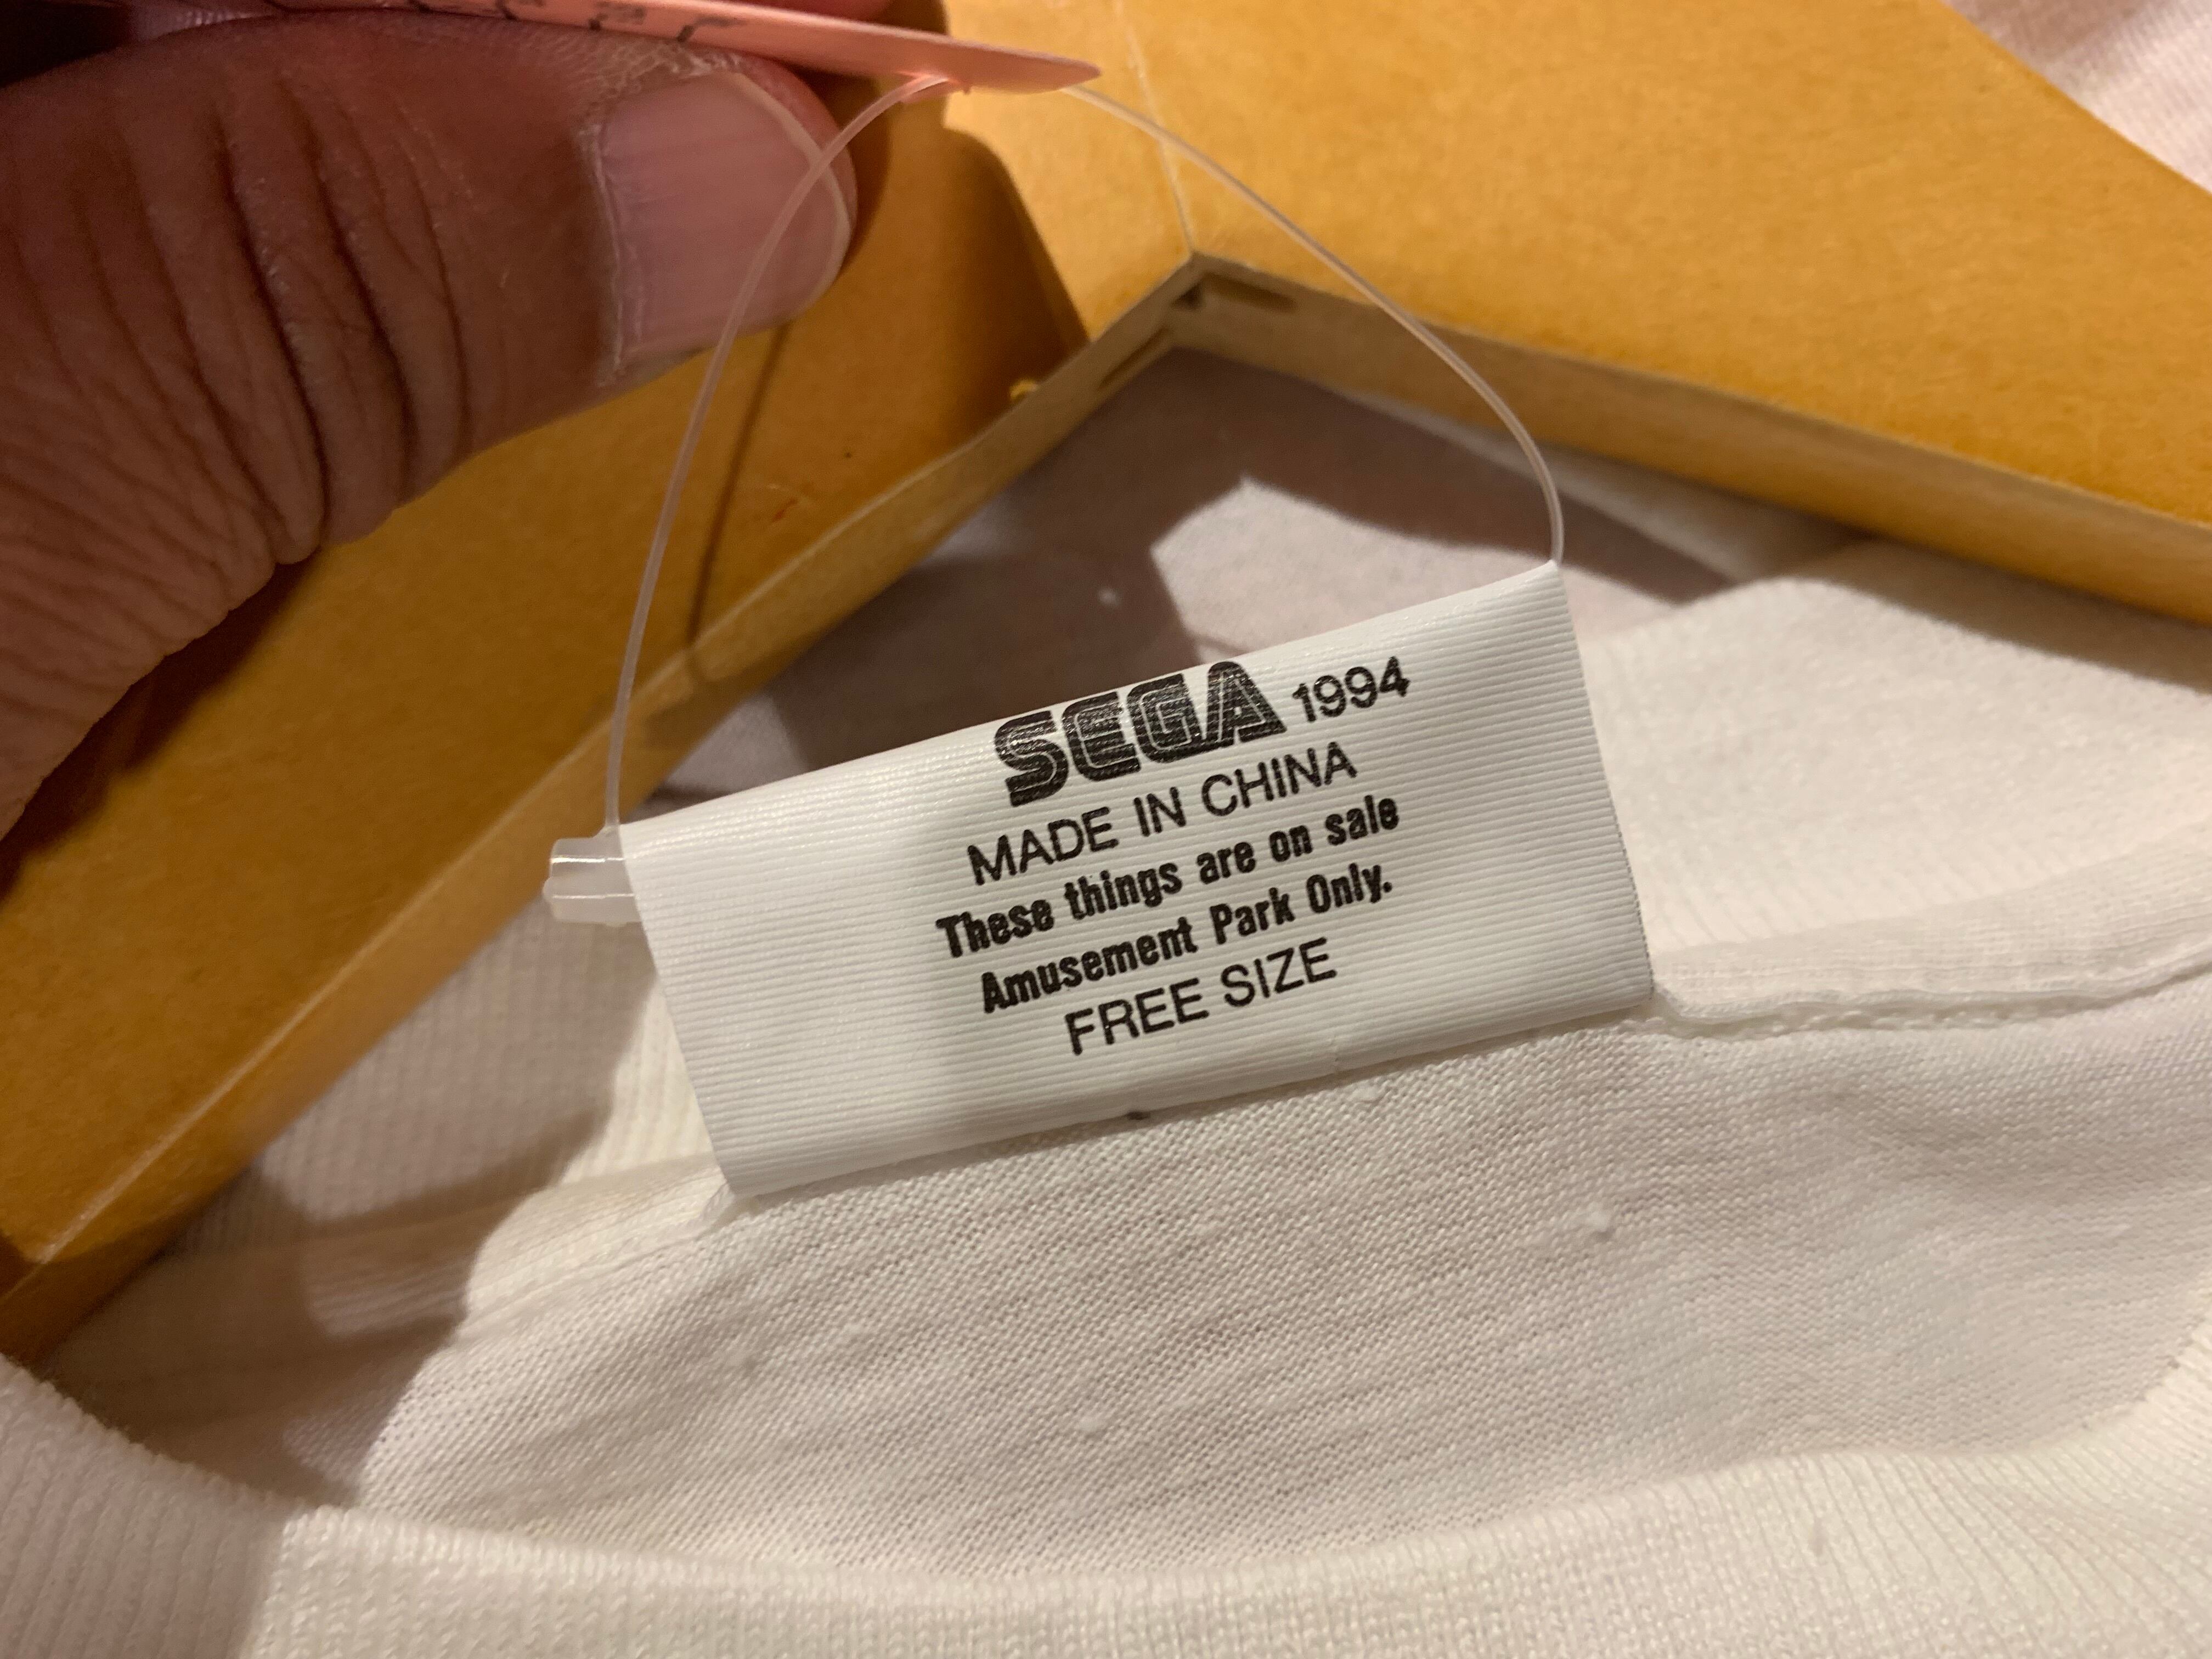 SEGA 1994
MADE IN CHINA
These things are on sale
Amusement Park Only.
FREE SIZE